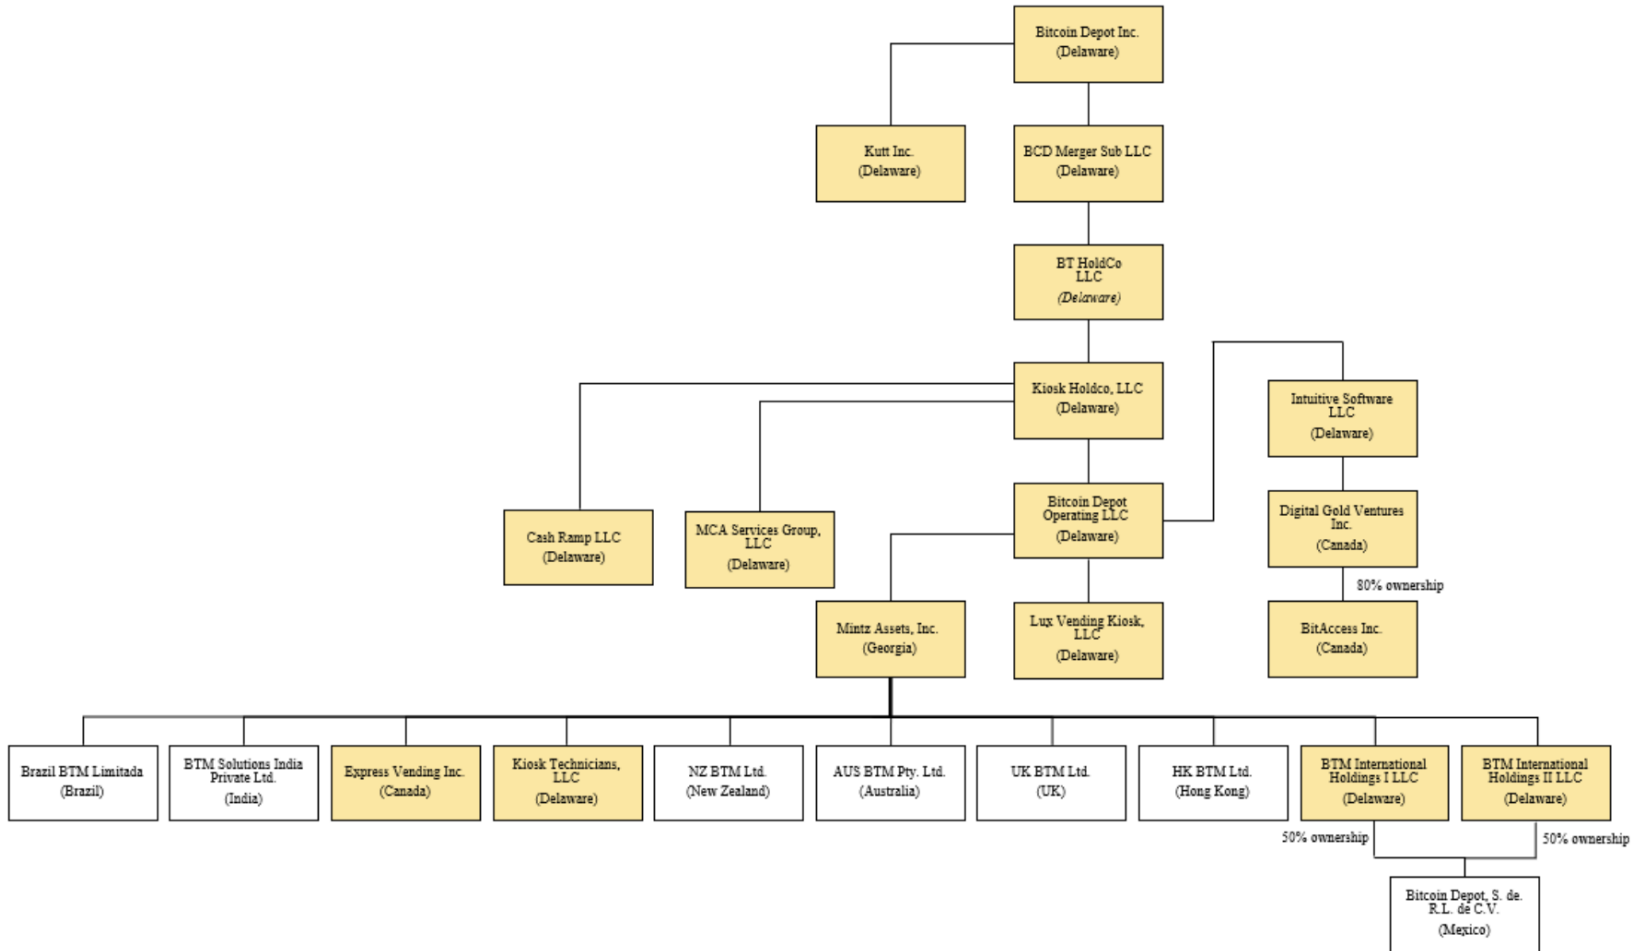 Bitcoin Depot Inc.
(Delaware)
Kutt Inc.
(Delaware)
BCD Merger Sub LLC
(Delaware)
BT HoldCo
LLC
(Delaware)
Kiosk Holdco, LLC
(Delaware)
Intuitive Software
LLC
(Delaware)
Cash Ramp LLC
(Delaware)
MCA Services Group,
LLC
(Delaware)
Bitcoin Depot
Operating LLC
(Delaware)
Digital Gold Ventures
Inc.
(Canada)
80% ownership
Mintz Assets, Inc.
(Georgia)
Lux Vending Kiosk,
LLC
(Delaware)
BitAccess Inc.
(Canada)
Brazil BTM Limitada
(Brazil)
BTM Solutions India
Private Ltd.
(India)
Express Vending Inc.
(Canada)
Kiosk Technicians,
LLC
(Delaware)
NZ BTM Ltd.
(New Zealand)
AUS BTM Pty. Ltd.
(Australia)
UK BTM Ltd.
(UK)
HK BTM Ltd.
(Hong Kong)
BTM International
Holdings I LLC
(Delaware)
BTM International
Holdings II LLC
(Delaware)
50% ownership
50% ownership
Bitcoin Depot, S. de.
R.L. de C.V.
(Mexico)